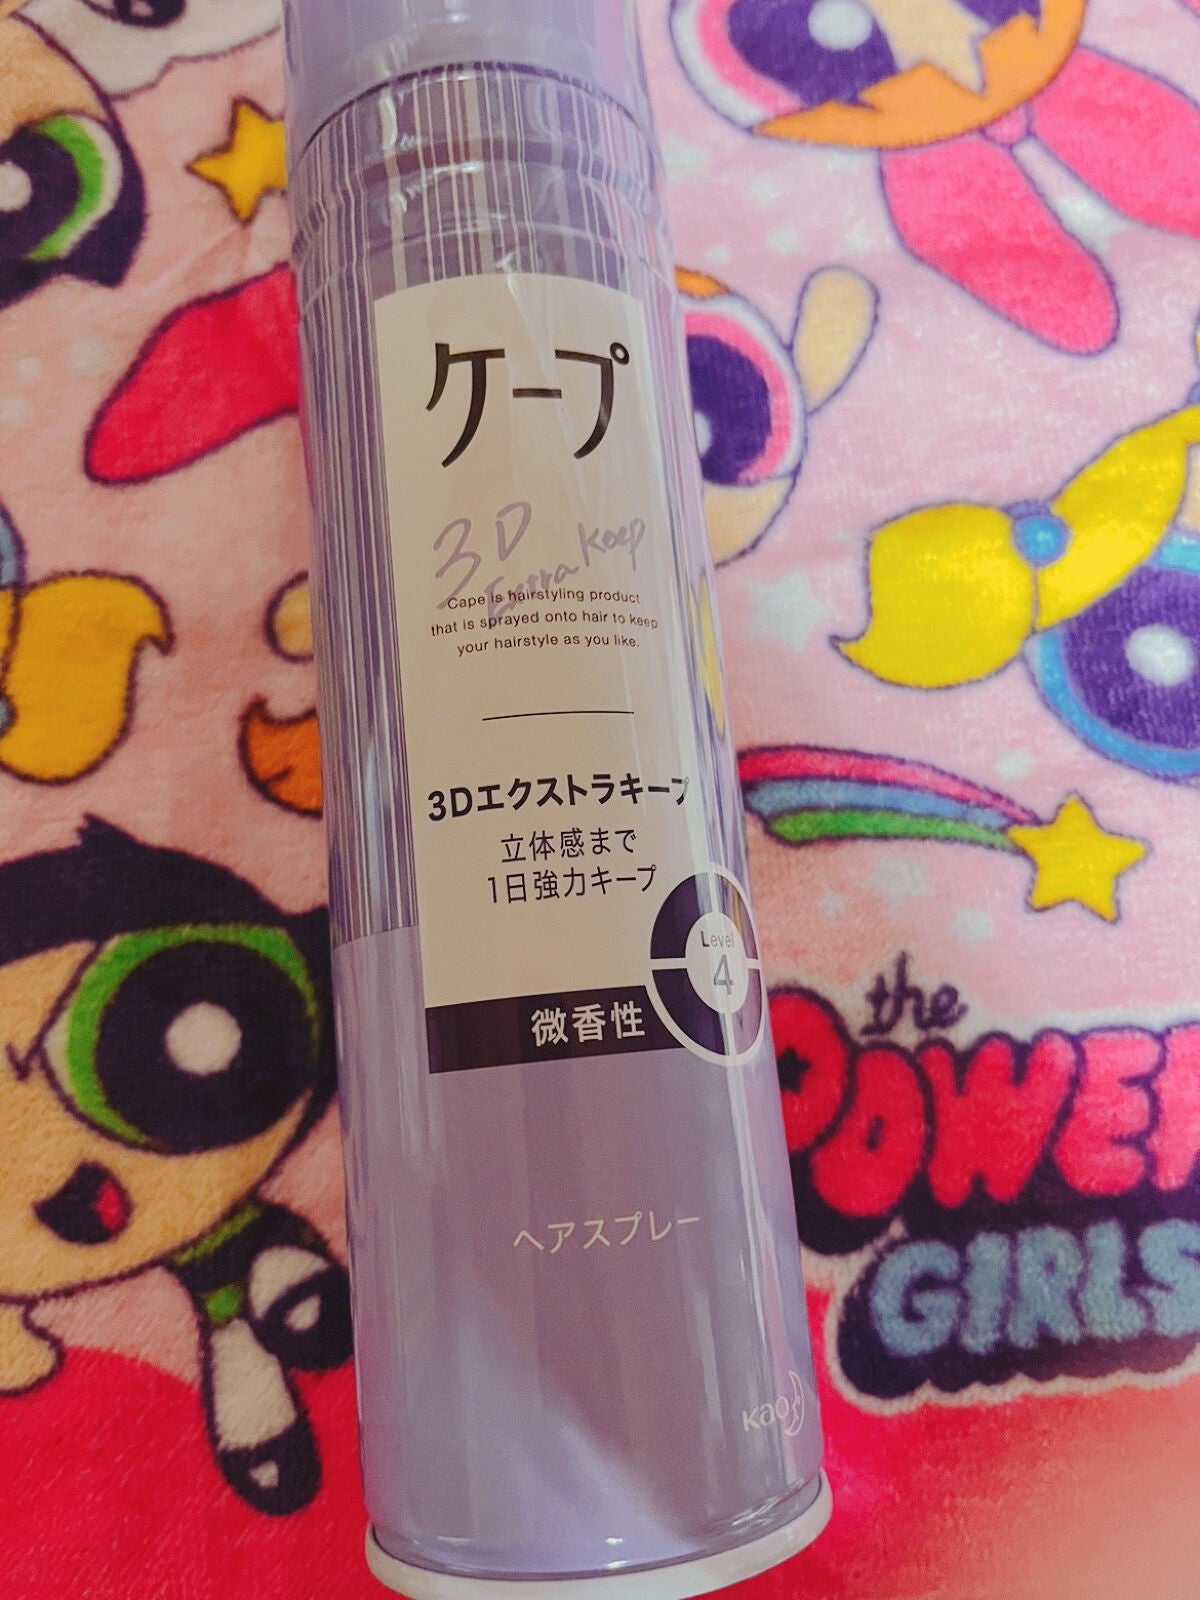 ケープ
3D
Extra Keep
Cape is hairstyling product
that is sprayed onto hair to keep
your hairstyle as you like.
3Dエクストラキープ
立体感まで
1日強力キープ
Level
4
微香性
ヘアスプレー
Kao
the
POWER
GIRLS